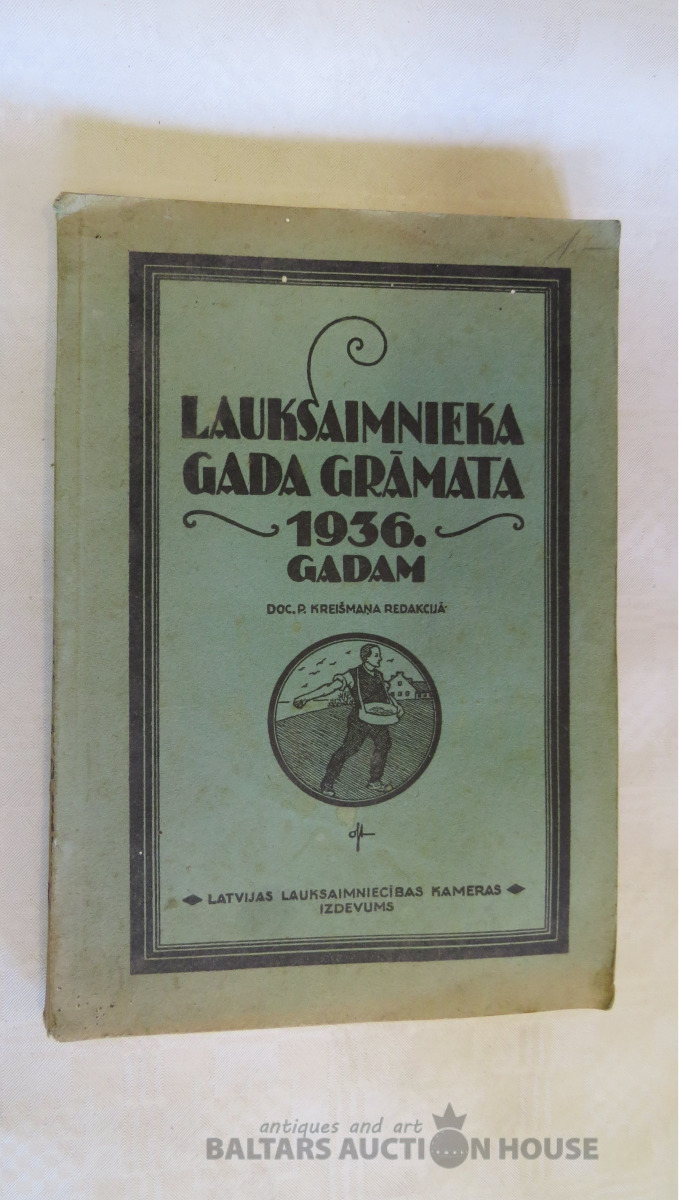 LAUKSAIMNIEKA
GADA GRĀMATA
1936.
GADAM
DOC. P. KREIŠMAŅA REDAKCIJĀ
LATVIJAS LAUKSAIMNIECĪBAS KAMERAS
IZDEVUMS
antiques and art
BALTARS AUCTION HOUSE